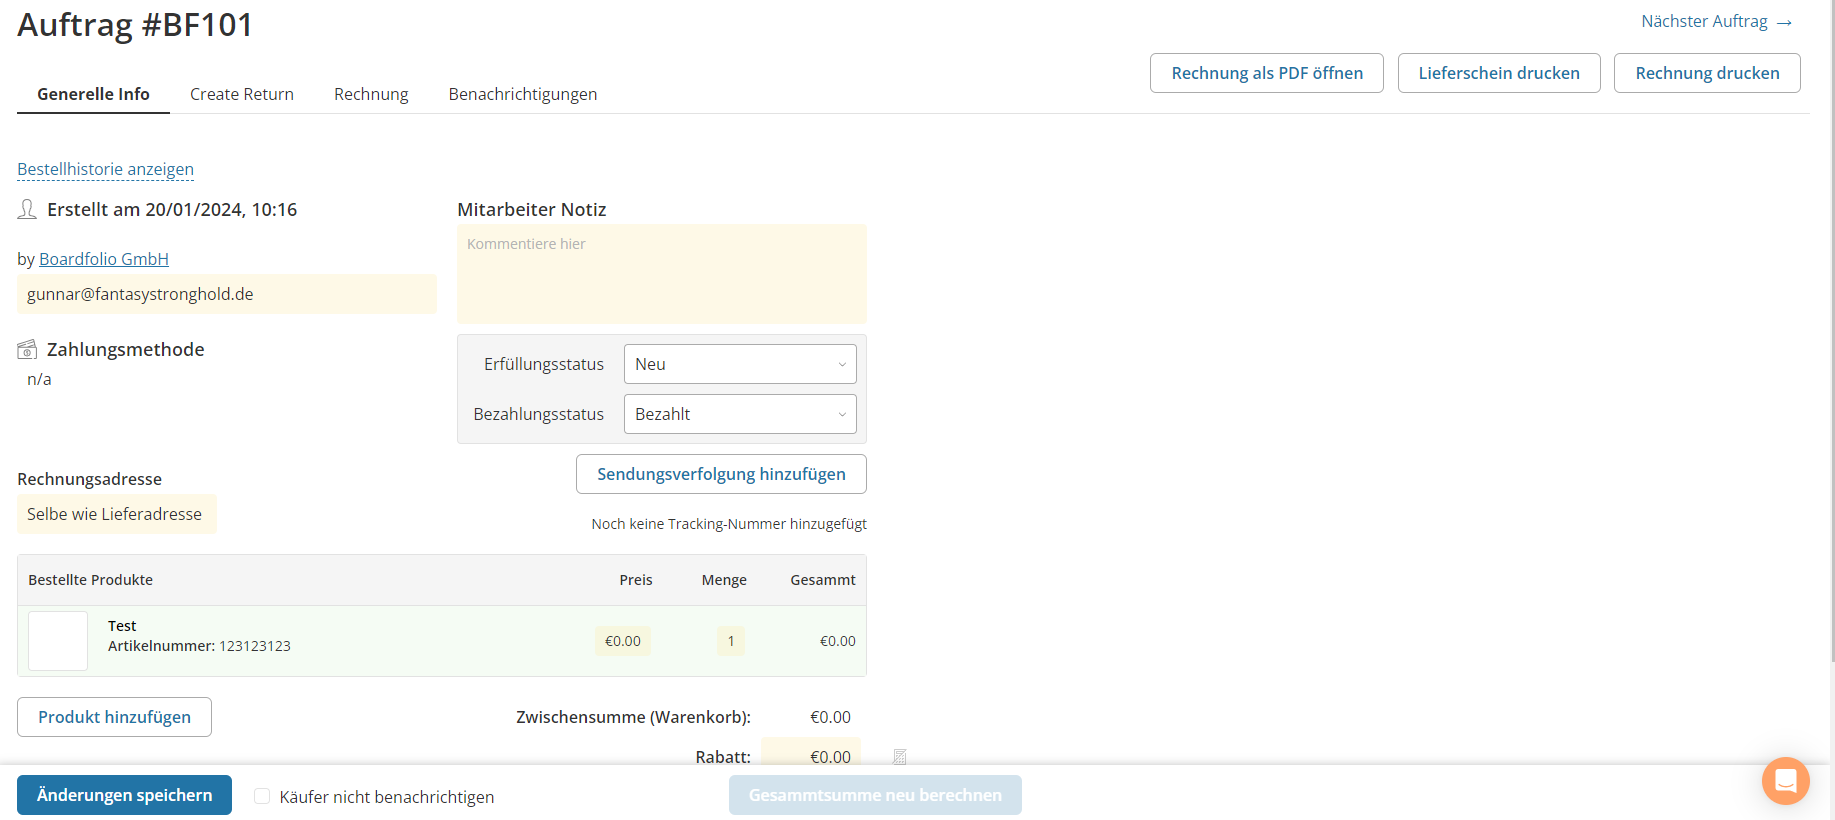 Auftrag #BF101
Nächster Auftrag →
Rechnung als PDF öffnen
Lieferschein drucken
Rechnung drucken
Generelle Info
Create Return
Rechnung
Benachrichtigungen
Bestellhistorie anzeigen
Erstellt am 20/01/2024, 10:16
by Boardfolio GmbH
gunnar@fantasystronghold.de
Zahlungsmethode
n/a
Mitarbeiter Notiz
Kommentiere hier
Erfüllungsstatus Neu
Bezahlungsstatus Bezahlt
Sendungsverfolgung hinzufügen
Noch keine Tracking-Nummer hinzugefügt
Rechnungsadresse
Selbe wie Lieferadresse
Bestellte Produkte Preis Menge Gesammt
Test
Artikelnummer: 123123123
€0.00 1 €0.00
Produkt hinzufügen
Zwischensumme (Warenkorb): €0.00
Rabatt: €0.00
Änderungen speichern
Käufer nicht benachrichtigen
Gesammtsumme neu berechnen